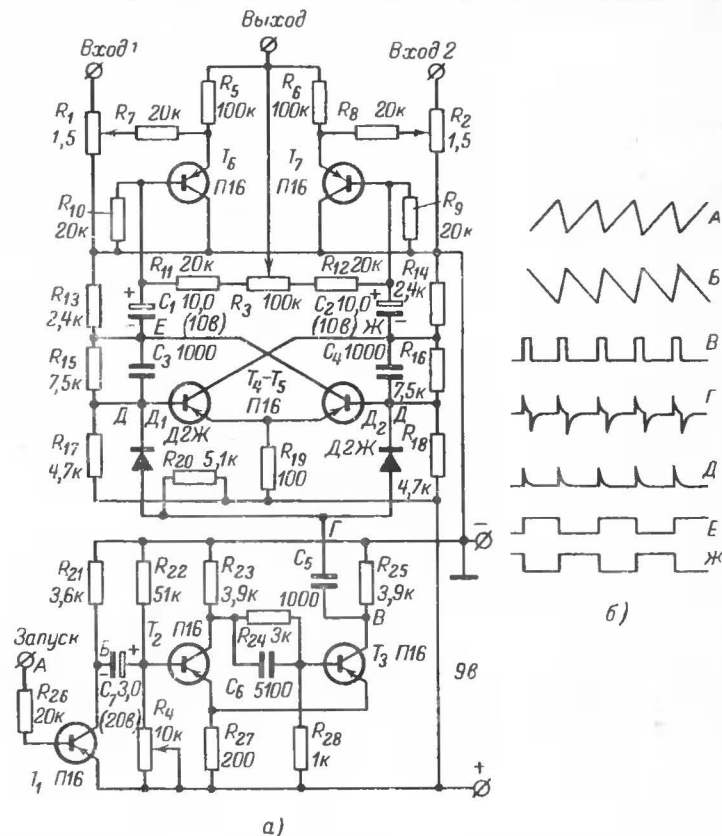 Выход
Вход 1
Вход 2
R5
100к
R6
100к
R1
1,5
R7 20к
R8 20к
R2
1,5
T6
П16
T7
П16
R10
20к
R9
20к
R11 20к
R3
100к
R12 20к
R13
2,4к
C1 10,0
(10в)
C2 10,0
(10в)
R14
2,4к
+
−
+
−
Е
Ж
R15
7,5к
C3 1000
C4 1000
R16
7,5к
T4-T5
П16
Д
Д1
Д2Ж
Д2
Д
Д2Ж
R17
4,7к
R20 5,1к
R19
100
R18
4,7к
Г
−
R21
3,6к
R22
51к
R23
3,9к
C5
1000
R25
3,9к
В
Запуск
А
Б
−
+
C7 3,0
(20в)
T2
П16
R24
3к
C6 5100
T3 П16
9в
R26
20к
R4
10к
T1 П16
R27
200
R28
1к
+
а)
А
Б
В
Г
Д
Е
Ж
б)